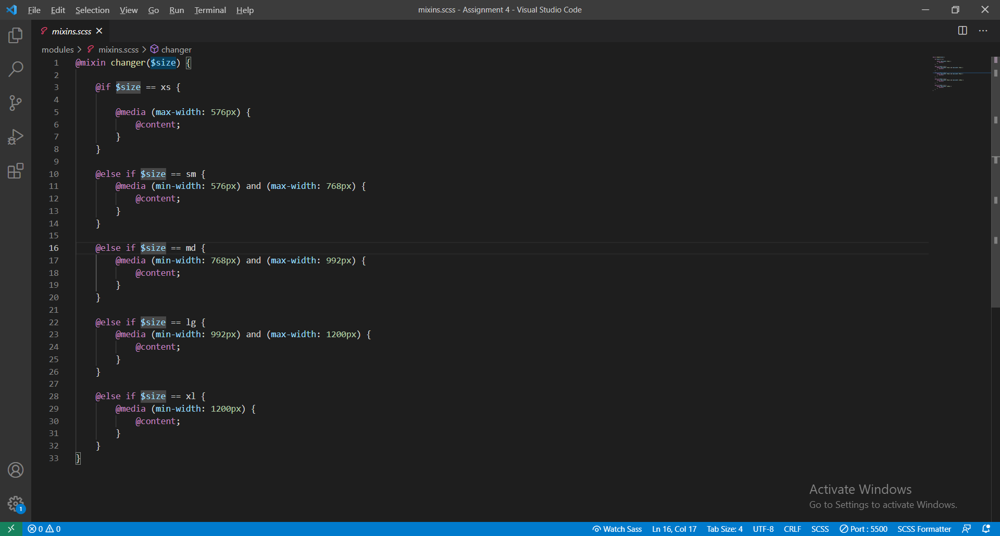 File Edit Selection View Go Run Terminal Help mixins.scss - Assignment 4 - Visual Studio Code
mixins.scss
modules > mixins.scss > changer
1 @mixin changer($size) {
2
3 @if $size == xs {
4
5 @media (max-width: 576px) {
6 @content;
7 }
8 }
9
10 @else if $size == sm {
11 @media (min-width: 576px) and (max-width: 768px) {
12 @content;
13 }
14 }
15
16 @else if $size == md {
17 @media (min-width: 768px) and (max-width: 992px) {
18 @content;
19 }
20 }
21
22 @else if $size == lg {
23 @media (min-width: 992px) and (max-width: 1200px) {
24 @content;
25 }
26 }
27
28 @else if $size == xl {
29 @media (min-width: 1200px) {
30 @content;
31 }
32 }
33 }
Activate Windows
Go to Settings to activate Windows.
1
0 0 Watch Sass Ln 16, Col 17 Tab Size: 4 UTF-8 CRLF SCSS Port : 5500 SCSS Formatter